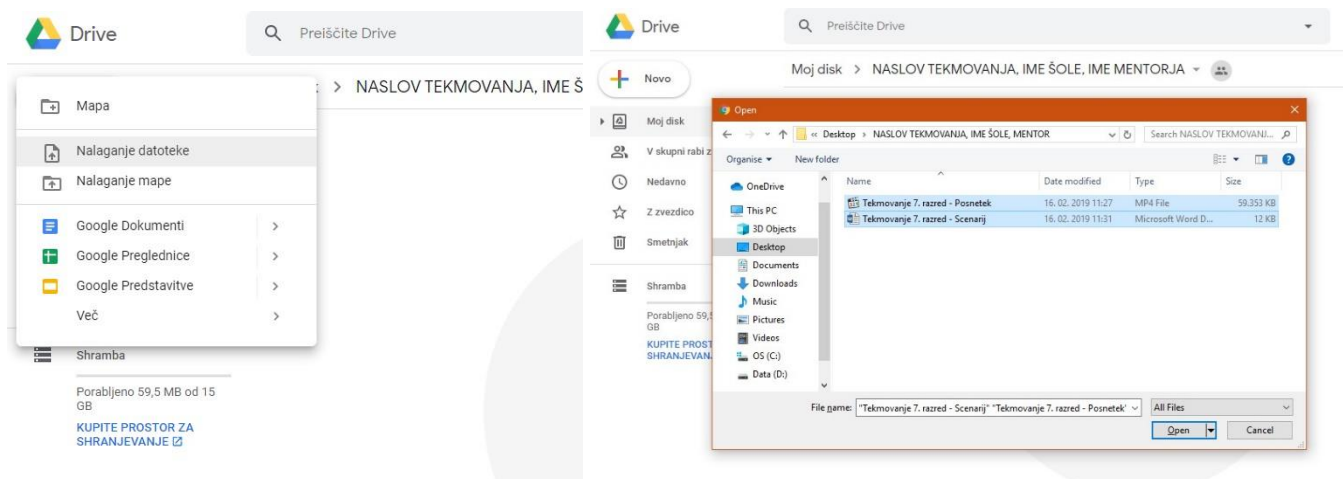 Drive
Preiščite Drive
> NASLOV TEKMOVANJA, IME Š
Mapa
Nalaganje datoteke
Nalaganje mape
Google Dokumenti >
Google Preglednice >
Google Predstavitve >
Več >
Shramba
Porabljeno 59,5 MB od 15
GB
KUPITE PROSTOR ZA
SHRANJEVANJE
Drive
Preiščite Drive
Novo
Moj disk > NASLOV TEKMOVANJA, IME ŠOLE, IME MENTORJA
Moj disk
V skupni rabi z
Nedavno
Z zvezdico
Smetnjak
Shramba
Porabljeno 59,5
GB
KUPITE PROST
SHRANJEVAN
Open
« Desktop > NASLOV TEKMOVANJA, IME ŠOLE, MENTOR
Search NASLOV TEKMOVANJ...
Organise New folder
OneDrive
This PC
3D Objects
Desktop
Documents
Downloads
Music
Pictures
Videos
OS (C:)
Data (D:)
Name Date modified Type Size
Tekmovanje 7. razred - Posnetek 16. 02. 2019 11:27 MP4 File 59.353 KB
Tekmovanje 7. razred - Scenarij 16. 02. 2019 11:31 Microsoft Word D... 12 KB
File name: "Tekmovanje 7. razred - Scenarij" "Tekmovanje 7. razred - Posnetek"
All Files
Open Cancel